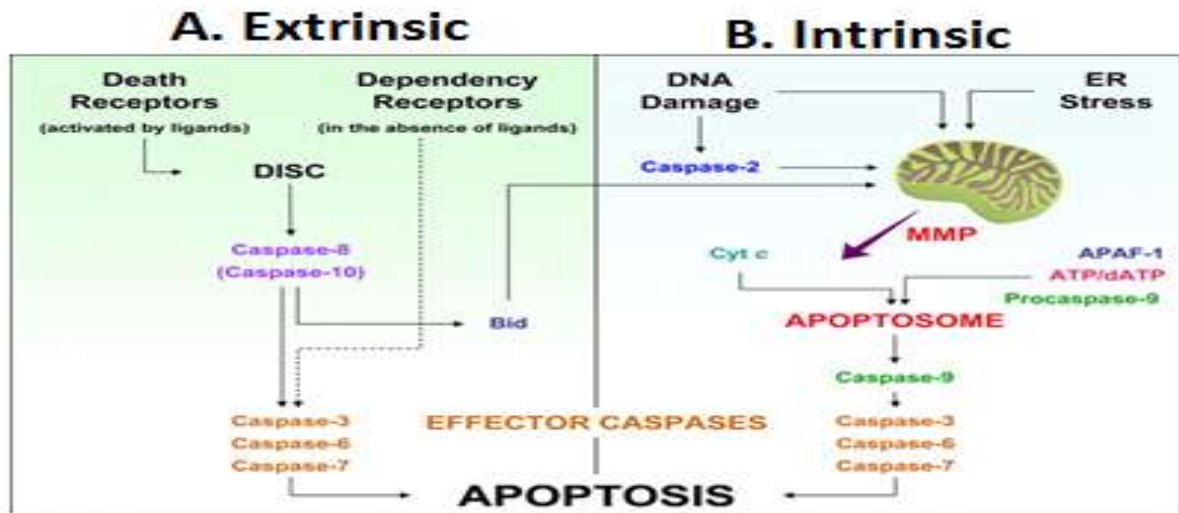 A. Extrinsic
B. Intrinsic
Death
Receptors
(activated by ligands)
Dependency
Receptors
(in the absence of ligands)
DISC
Caspase-8
(Caspase-10)
Bid
Caspase-3
Caspase-6
Caspase-7
DNA
Damage
ER
Stress
Caspase-2
MMP
Cyt c
APAF-1
ATP/dATP
Procaspase-9
APOPTOSOME
Caspase-9
EFFECTOR CASPASES
Caspase-3
Caspase-6
Caspase-7
APOPTOSIS